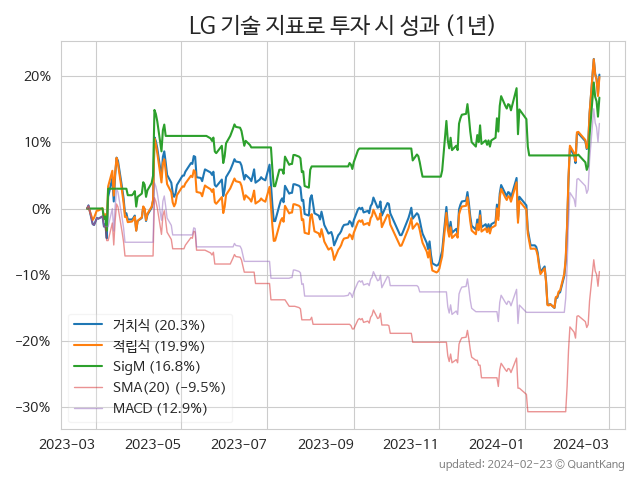 LG 기술 지표로 투자 시 성과 (1년)
20%
10%
0%
−10%
−20%
−30%
거치식 (20.3%)
적립식 (19.9%)
SigM (16.8%)
SMA(20) (−9.5%)
MACD (12.9%)
2023-03 2023-05 2023-07 2023-09 2023-11 2024-01 2024-03
updated: 2024-02-23 ⓒ QuantKang